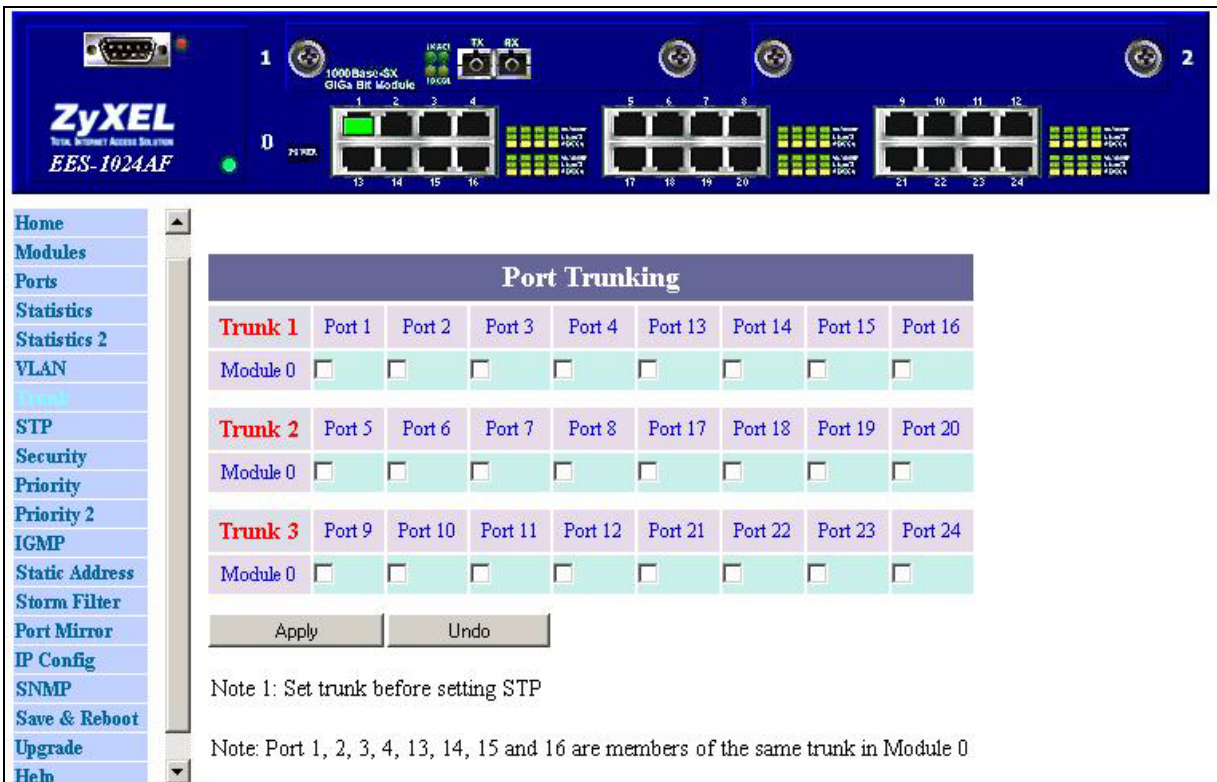 TX RX
1
1000Base-SX
GIGa Bit Module
2
1 2 3 4 5 6 7 8 9 10 11 12
ZyXEL
TOTAL INTERNET ACCESS SOLUTION
0 POWER
EES-1024AF
13 14 15 16 17 18 19 20 21 22 23 24
Home
Modules
Ports
Statistics
Statistics 2
VLAN
Trunk
STP
Security
Priority
Priority 2
IGMP
Static Address
Storm Filter
Port Mirror
IP Config
SNMP
Save & Reboot
Upgrade
Help
Port Trunking
Trunk 1 Port 1 Port 2 Port 3 Port 4 Port 13 Port 14 Port 15 Port 16
Module 0
Trunk 2 Port 5 Port 6 Port 7 Port 8 Port 17 Port 18 Port 19 Port 20
Module 0
Trunk 3 Port 9 Port 10 Port 11 Port 12 Port 21 Port 22 Port 23 Port 24
Module 0
Apply Undo
Note 1: Set trunk before setting STP
Note: Port 1, 2, 3, 4, 13, 14, 15 and 16 are members of the same trunk in Module 0